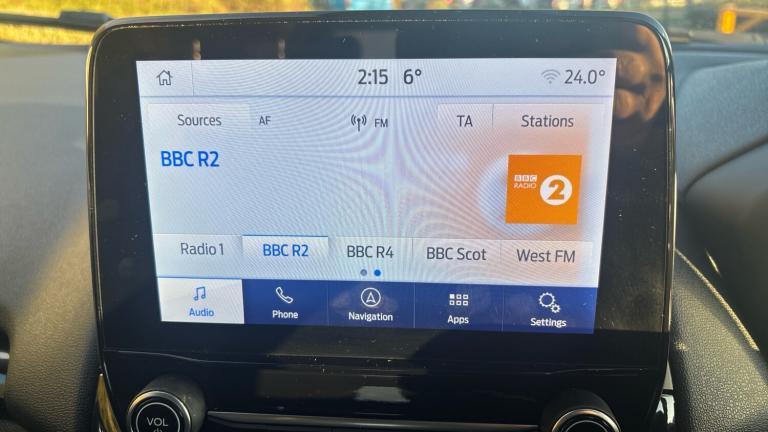 2:15 6° 24.0°
Sources AF FM TA Stations
BBC R2
BBC
RADIO 2
Radio 1 BBC R2 BBC R4 BBC Scot West FM
Audio Phone Navigation Apps Settings
VOL